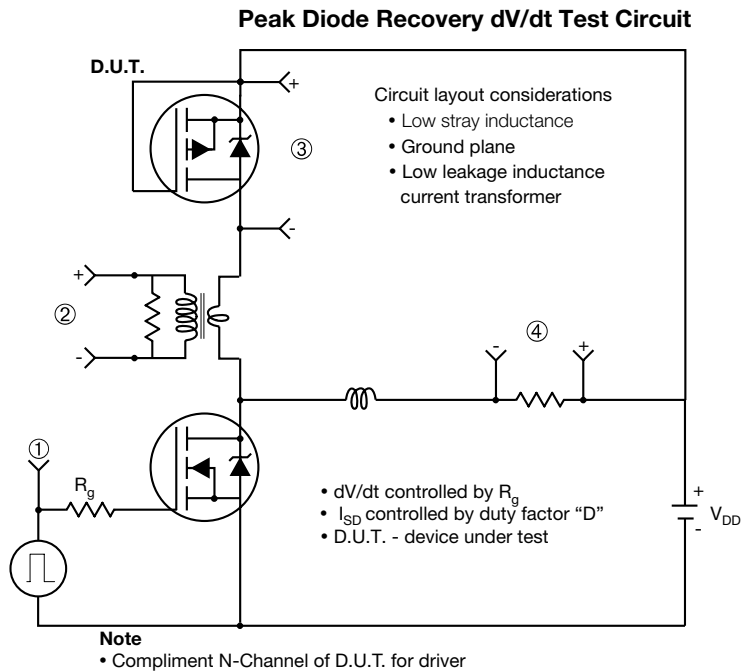 Peak Diode Recovery dV/dt Test Circuit
D.U.T.
+
Circuit layout considerations
• Low stray inductance
• Ground plane
• Low leakage inductance
current transformer
③
-
+
②
-
④
-
+
①
Rg
• dV/dt controlled by Rg
• ISD controlled by duty factor “D”
• D.U.T. - device under test
+
VDD
-
Note
• Compliment N-Channel of D.U.T. for driver